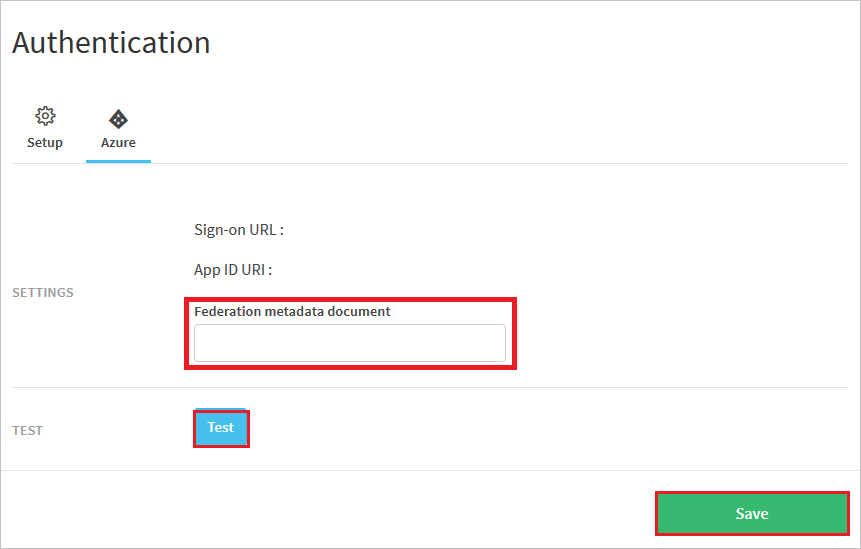 Authentication
Setup
Azure
Sign-on URL :
App ID URI :
SETTINGS
Federation metadata document
TEST
Test
Save